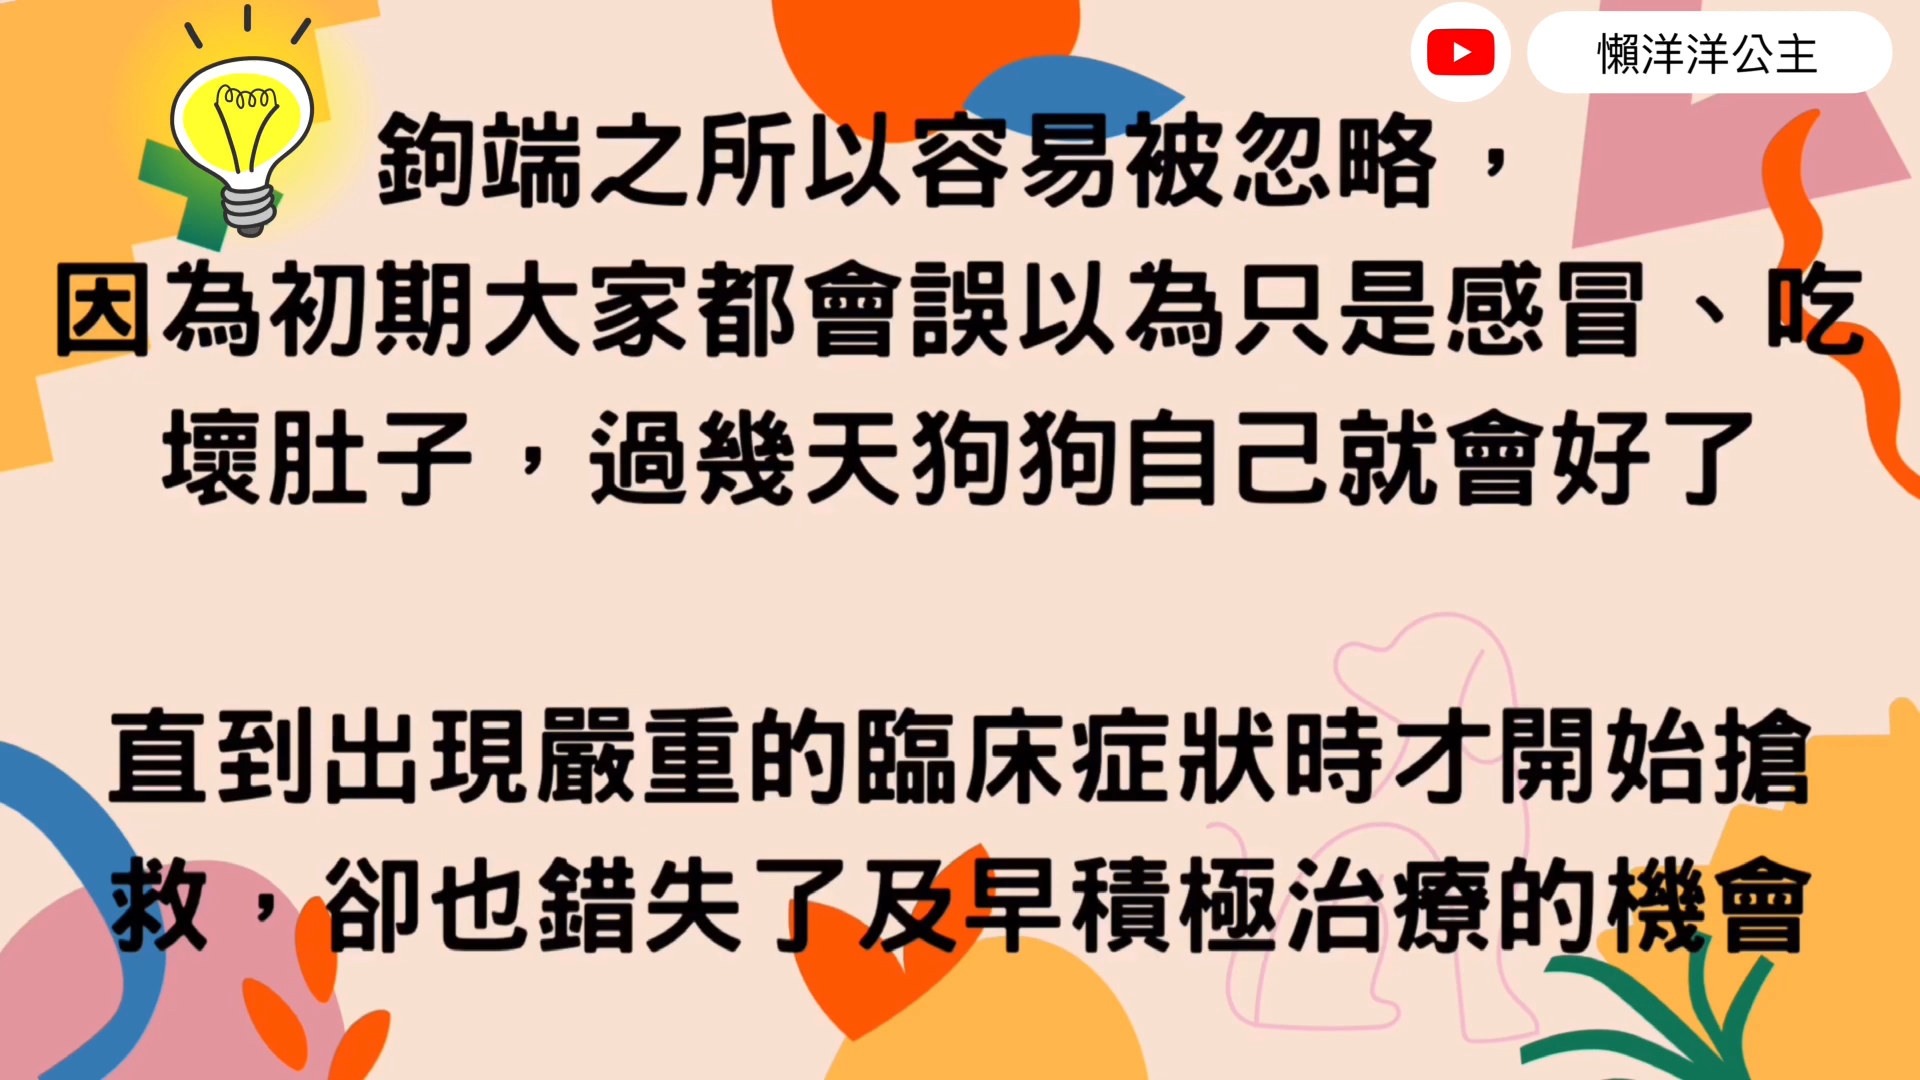 懶洋洋公主
鉤端之所以容易被忽略，
因為初期大家都會誤以為只是感冒、吃
壞肚子，過幾天狗狗自己就會好了
直到出現嚴重的臨床症狀時才開始搶
救，卻也錯失了及早積極治療的機會